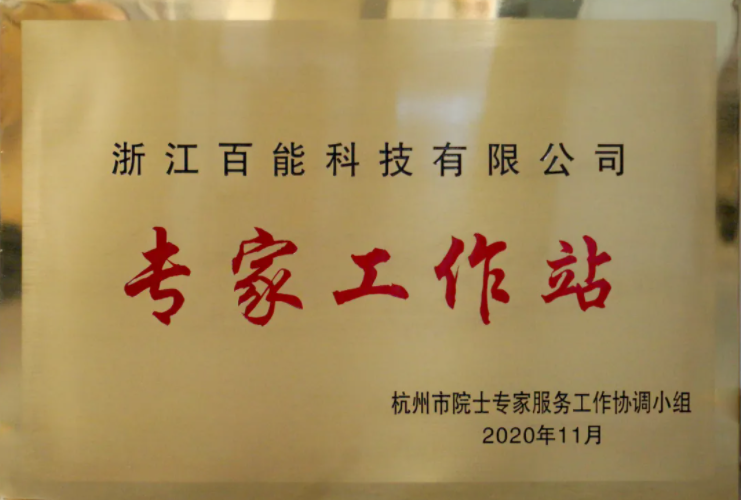 浙江百能科技有限公司
专家工作站
杭州市院士专家服务工作协调小组
2020年11月